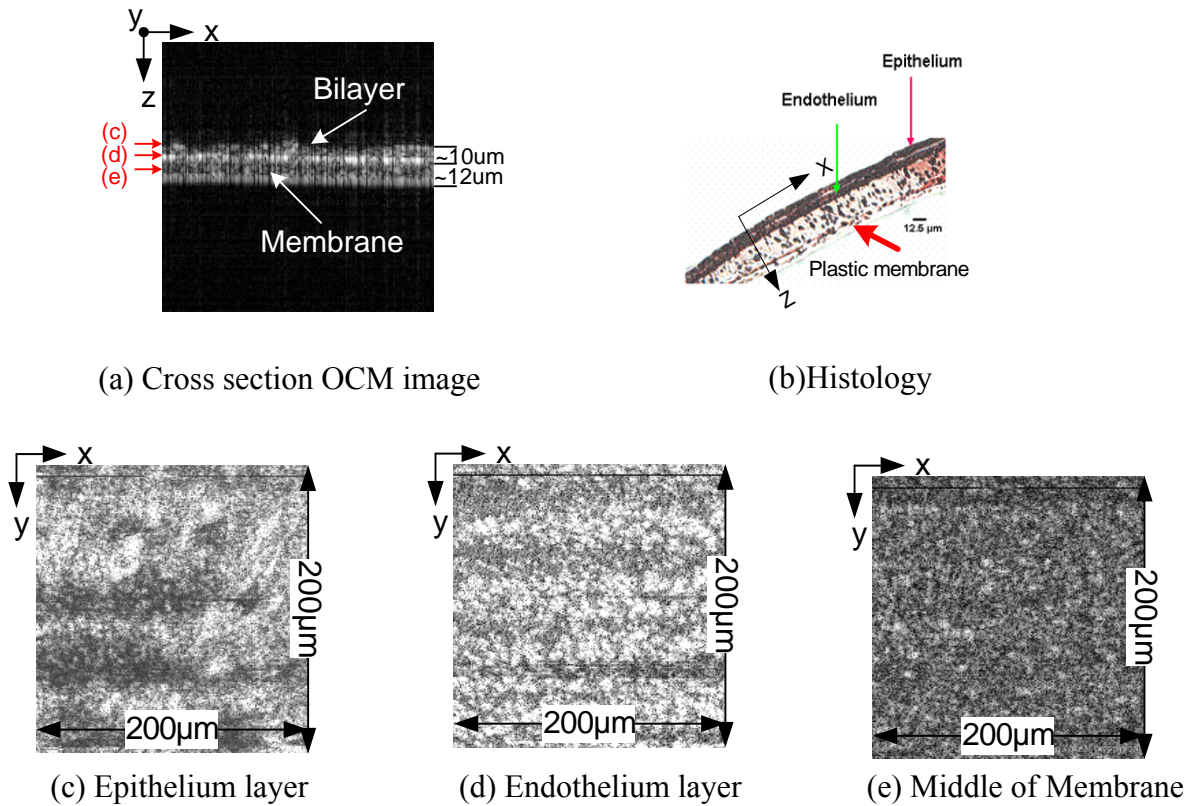 y
x
z
Bilayer
(c)
(d)
(e)
~10um
~12um
Membrane
Epithelium
Endothelium
X
Z
12.5 µm
Plastic membrane
(a) Cross section OCM image
(b)Histology
x
y
200µm
200µm
x
y
200µm
200µm
x
y
200µm
200µm
(c) Epithelium layer
(d) Endothelium layer
(e) Middle of Membrane